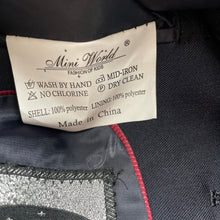 Mini World
FASHION OF KIDS
WASH BY HAND MID-IRON
NO CHLORINE DRY CLEAN
SHELL: 100% polyester LINING: 100% polyester
Made in China